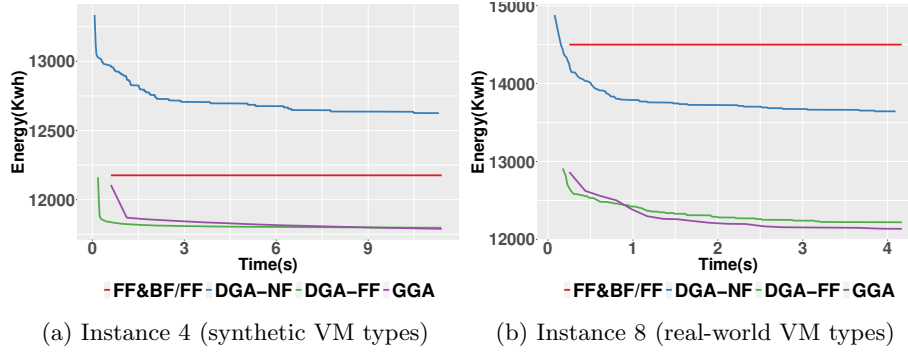 Energy(Kwh)
13000
12500
12000
0 3 6 9
Time(s)
FF&BF/FF DGA−NF DGA−FF GGA
(a) Instance 4 (synthetic VM types)
Energy(Kwh)
15000
14000
13000
12000
0 1 2 3 4
Time(s)
FF&BF/FF DGA−NF DGA−FF GGA
(b) Instance 8 (real-world VM types)